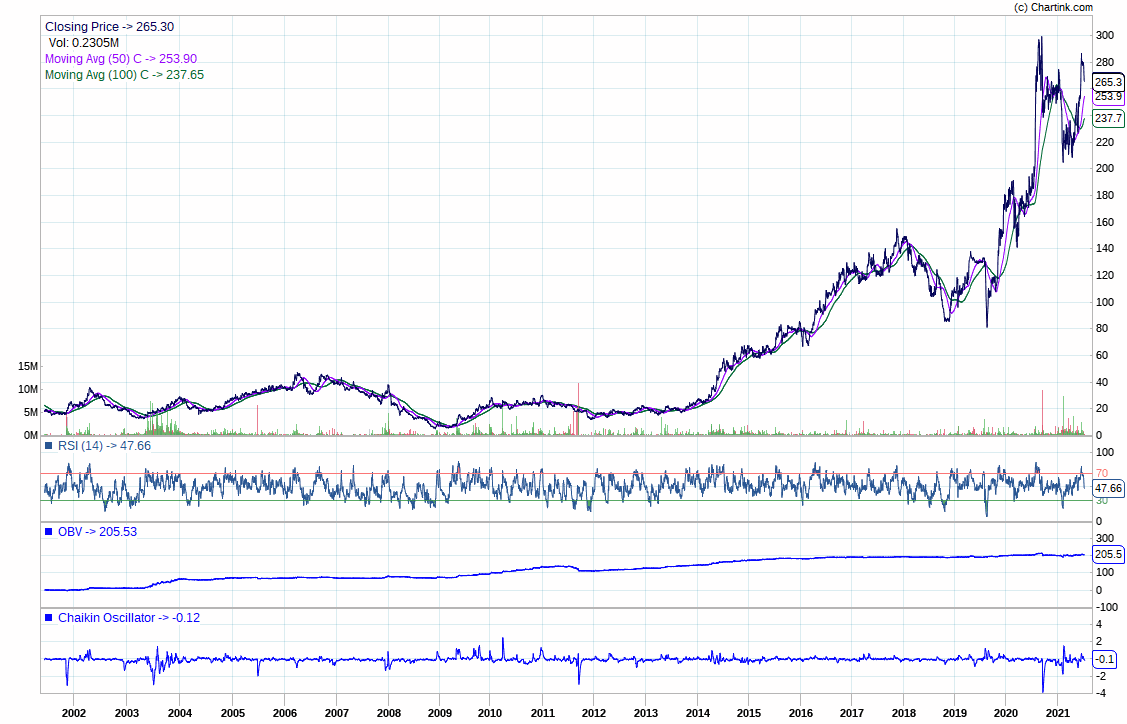 (c) Chartink.com
Closing Price -> 265.30
Vol: 0.2305M
Moving Avg (50) C -> 253.90
Moving Avg (100) C -> 237.65
300
280
265.3
253.9
237.7
220
200
180
160
140
120
100
80
60
40
20
0
15M
10M
5M
0M
RSI (14) -> 47.66
100
70
47.66
30
0
OBV -> 205.53
300
205.5
100
0
-100
Chaikin Oscillator -> -0.12
4
2
-0.1
-2
-4
2002 2003 2004 2005 2006 2007 2008 2009 2010 2011 2012 2013 2014 2015 2016 2017 2018 2019 2020 2021